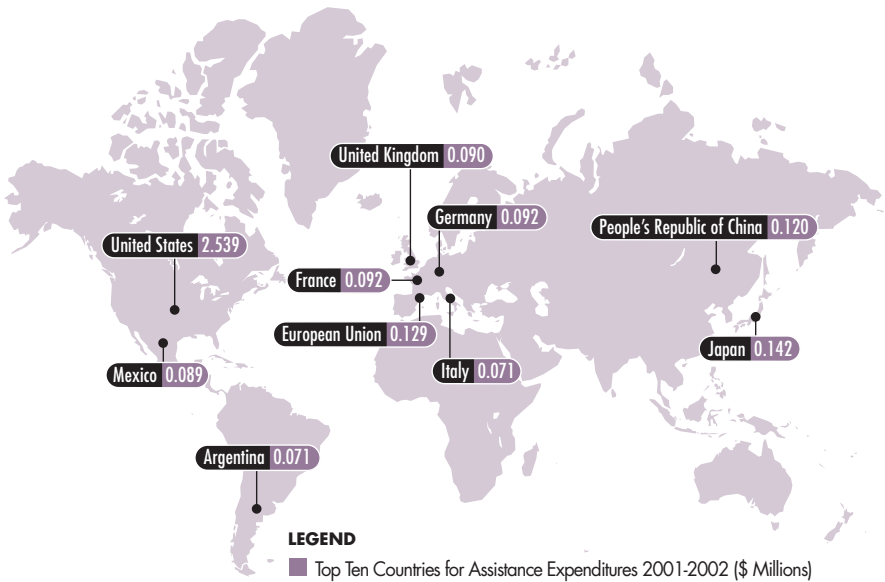 United Kingdom 0.090
Germany 0.092
People's Republic of China 0.120
United States 2.539
France 0.092
European Union 0.129
Japan 0.142
Mexico 0.089
Italy 0.071
Argentina 0.071
LEGEND
Top Ten Countries for Assistance Expenditures 2001-2002 ($ Millions)